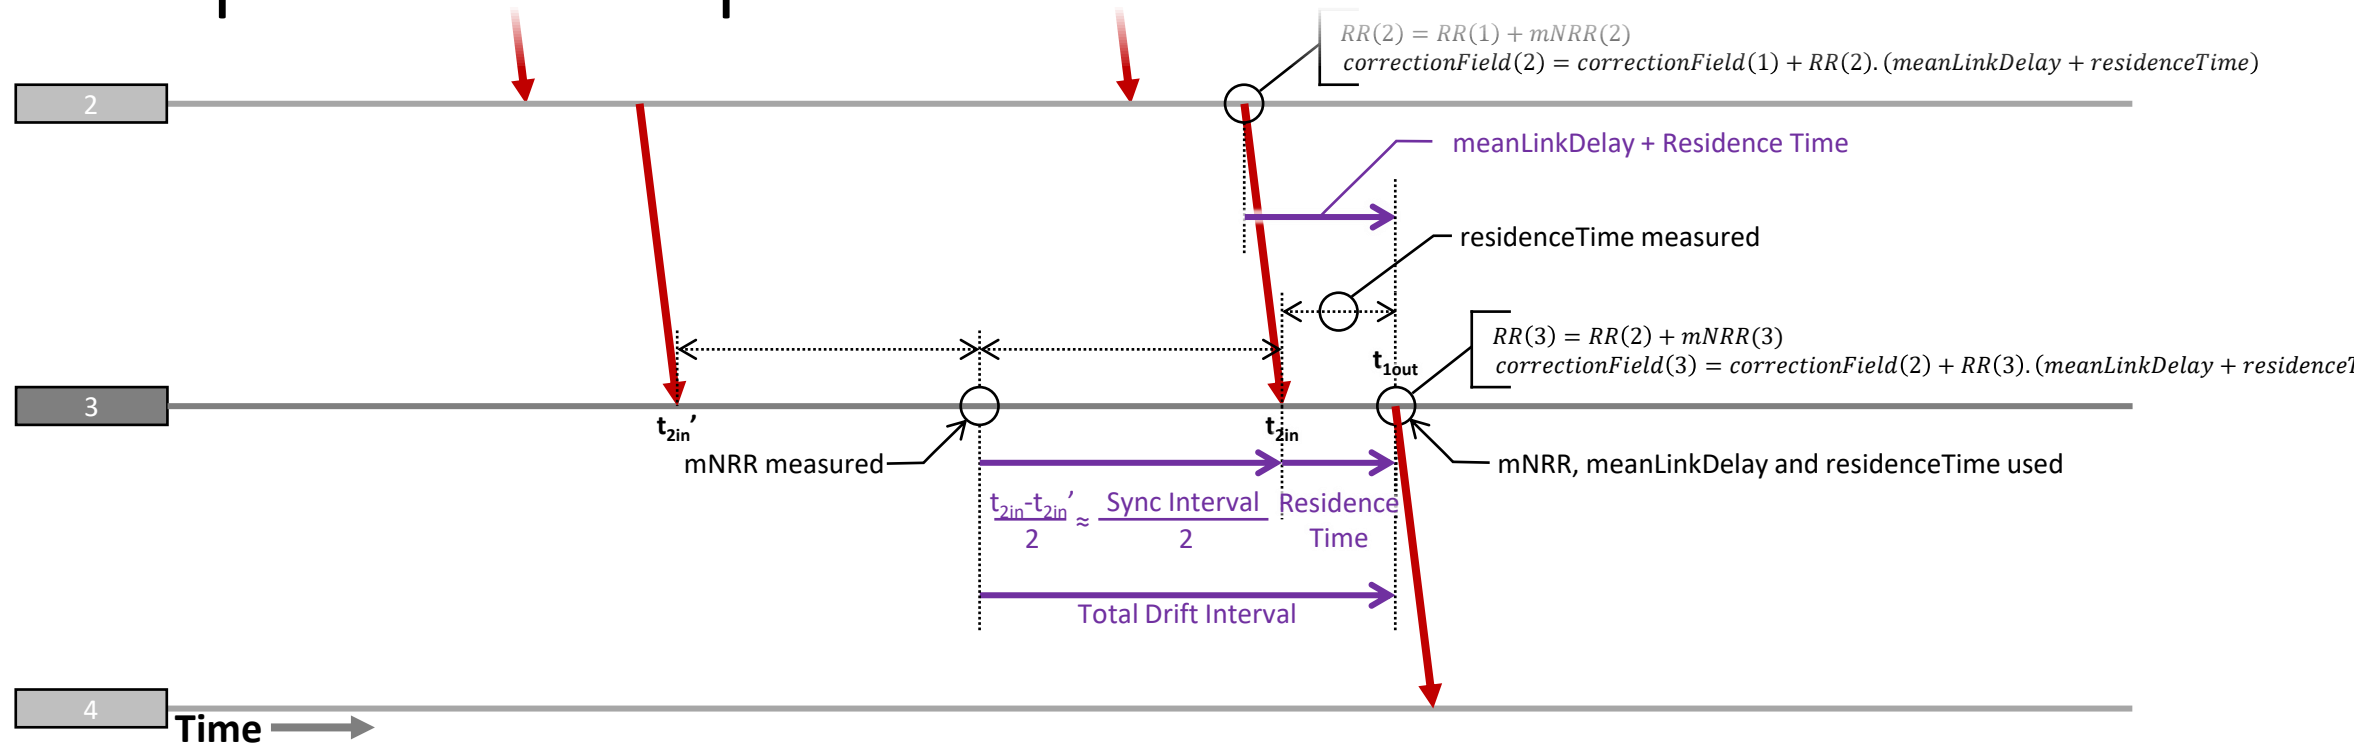 RR(2) = RR(1) + mNRR(2)
correctionField(2) = correctionField(1) + RR(2). (meanLinkDelay + residenceTime)
2
meanLinkDelay + Residence Time
residenceTime measured
RR(3) = RR(2) + mNRR(3)
t1out
correctionField(3) = correctionField(2) + RR(3). (meanLinkDelay + residenceT
3
t2in’
t2in
mNRR measured
mNRR, meanLinkDelay and residenceTime used
t2in-t2in’
2
≈
Sync Interval
2
Residence
Time
Total Drift Interval
4
Time